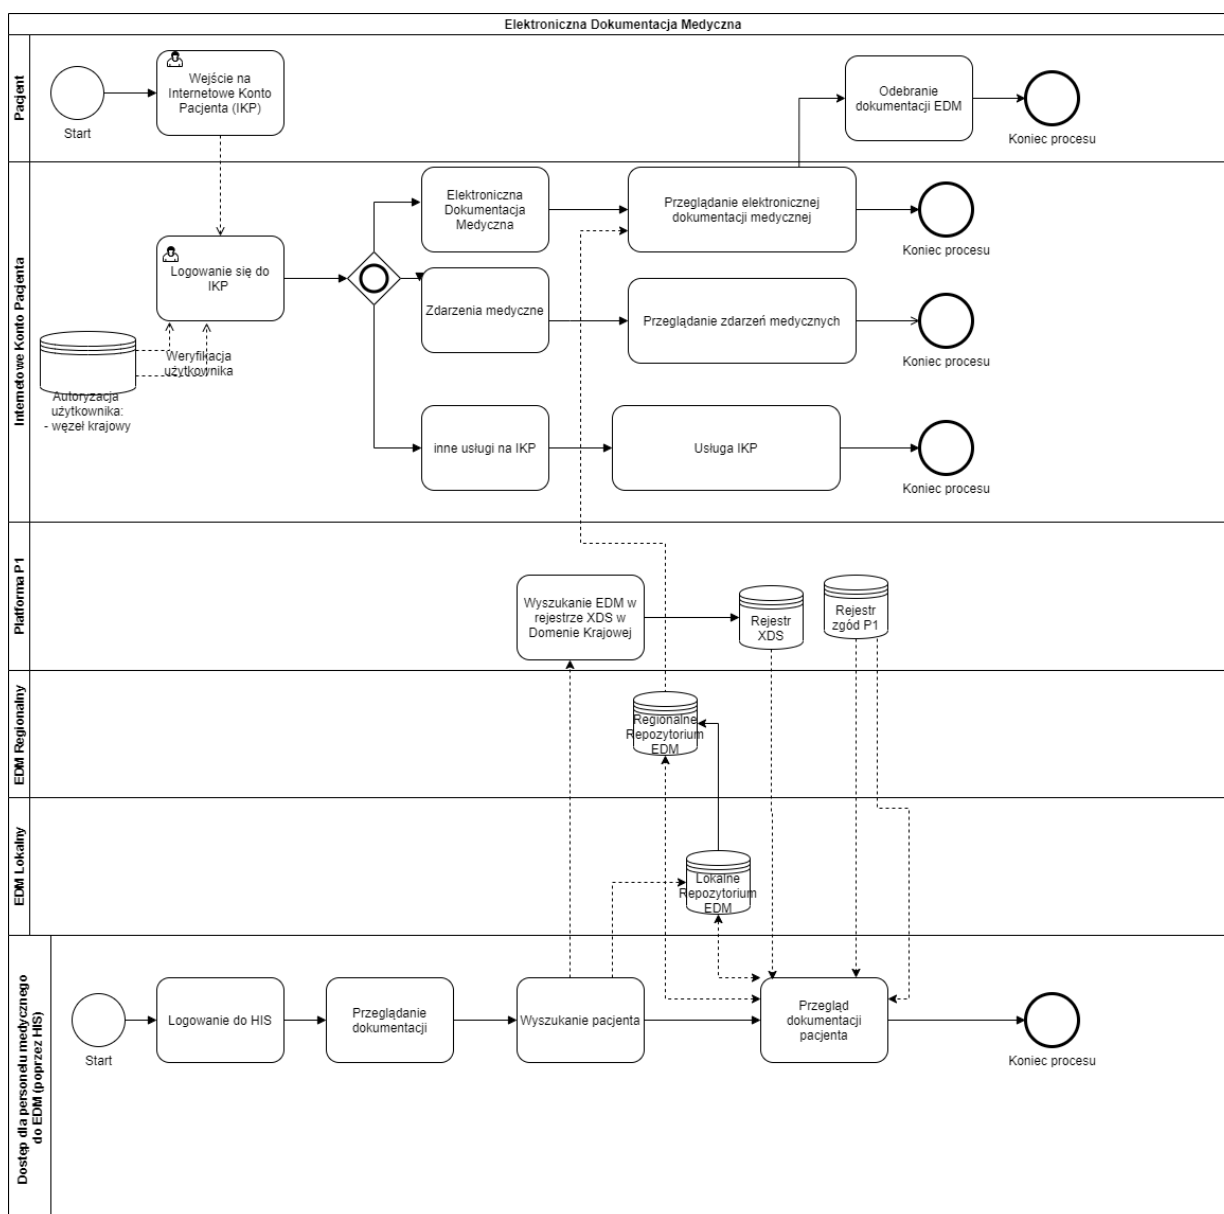 Elektroniczna Dokumentacja Medyczna
Pacjent
Start
Wejście na
Internetowe Konto
Pacjenta (IKP)
Odebranie
dokumentacji EDM
Koniec procesu
Internetowe Konto Pacjenta
Logowanie się do
IKP
Weryfikacja
użytkownika
Autoryzacja
użytkownika:
- węzeł krajowy
Elektroniczna
Dokumentacja
Medyczna
Przeglądanie elektronicznej
dokumentacji medycznej
Koniec procesu
Zdarzenia medyczne
Przeglądanie zdarzeń medycznych
Koniec procesu
inne usługi na IKP
Usługa IKP
Koniec procesu
Platforma P1
Wyszukanie EDM w
rejestrze XDS w
Domenie Krajowej
Rejestr
XDS
Rejestr
zgód P1
EDM Regionalny
Regionalne
Repozytorium
EDM
EDM Lokalny
Lokalne
Repozytorium
EDM
Dostęp dla personelu medycznego
do EDM (poprzez HIS)
Start
Logowanie do HIS
Przeglądanie
dokumentacji
Wyszukanie pacjenta
Przegląd
dokumentacji
pacjenta
Koniec procesu